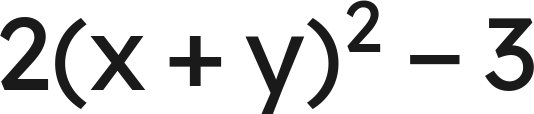 2(x + y)² − 3